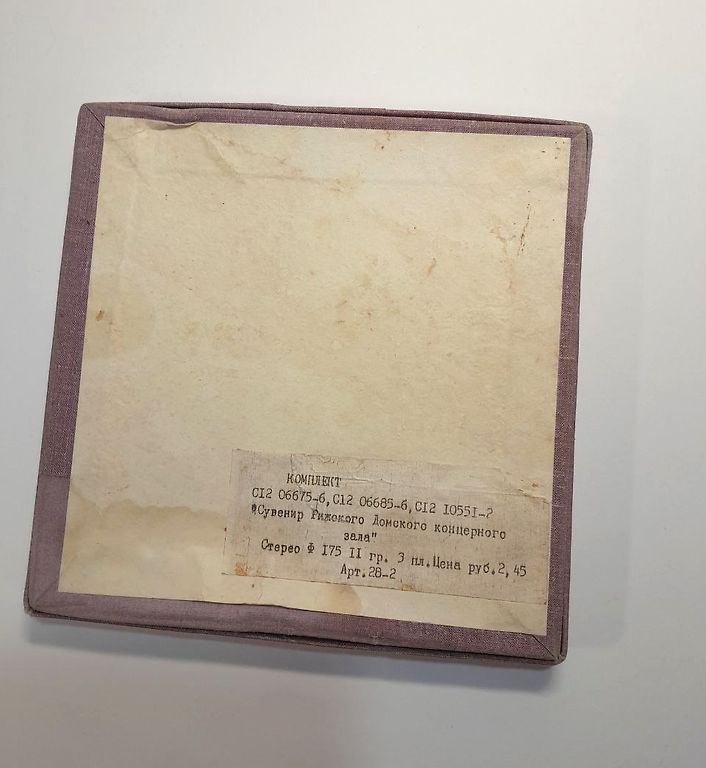 КОМПЛЕКТ
С12 06675-6, С12 06685-6, С12 10551-2
"Сувенир Рижского Домского концерного
зала"
Стерео Ф 175 II гр. 3 пл. Цена руб. 2,45
Арт. 28-2